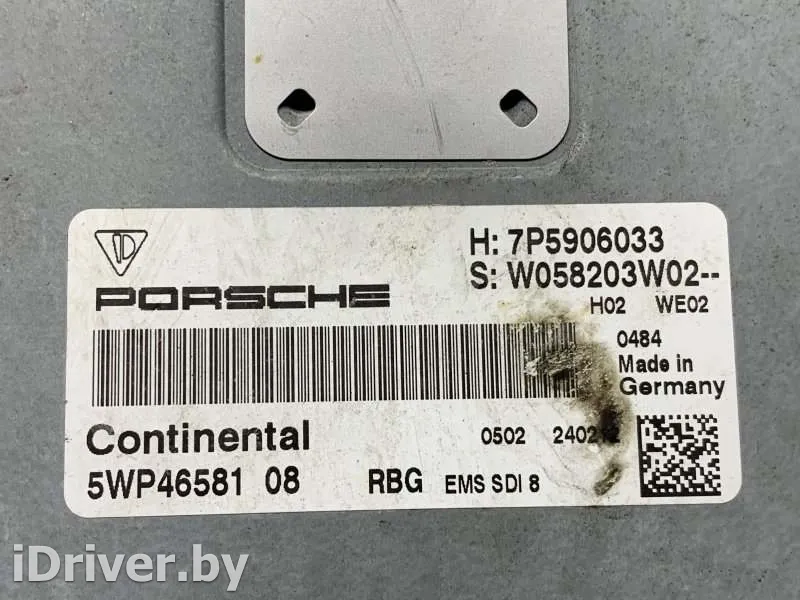 H: 7P5906033
PORSCHE
S: W058203W02--
H02 WE02
0484
Made in
Germany
Continental
0502
5WP46581 08 RBG EMS SDI 8
iDriver.by